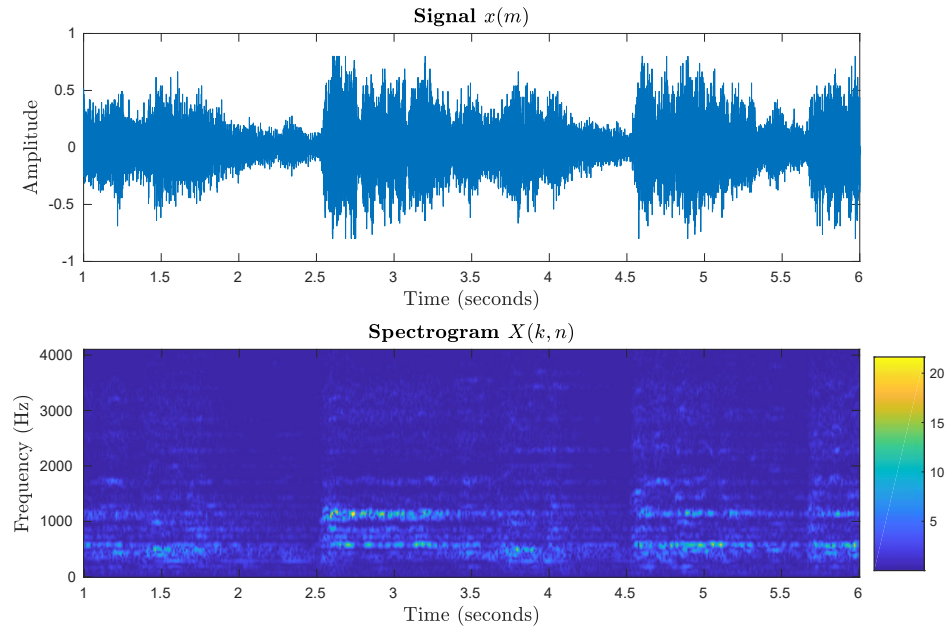 Signal x(m)
Amplitude
1
0.5
0
-0.5
-1
1 1.5 2 2.5 3 3.5 4 4.5 5 5.5 6
Time (seconds)
Spectrogram X(k, n)
Frequency (Hz)
4000
3000
2000
1000
0
1 1.5 2 2.5 3 3.5 4 4.5 5 5.5 6
Time (seconds)
20
15
10
5